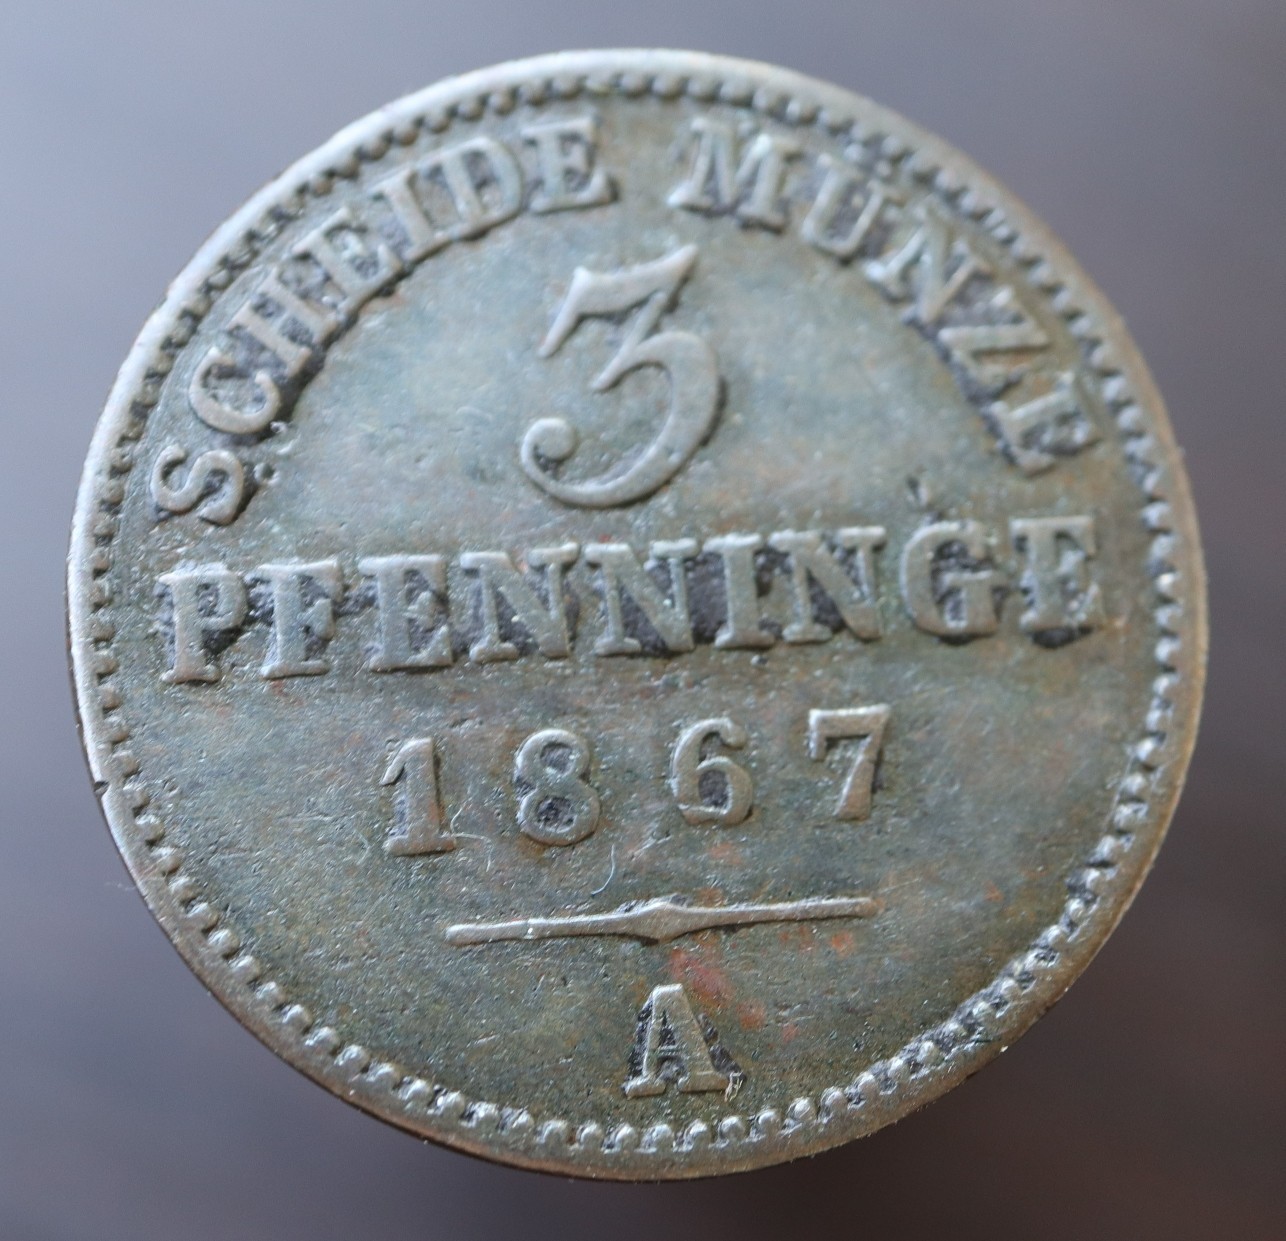 SCHEIDE MÜNZE
3
PFENNINGE
1867
A